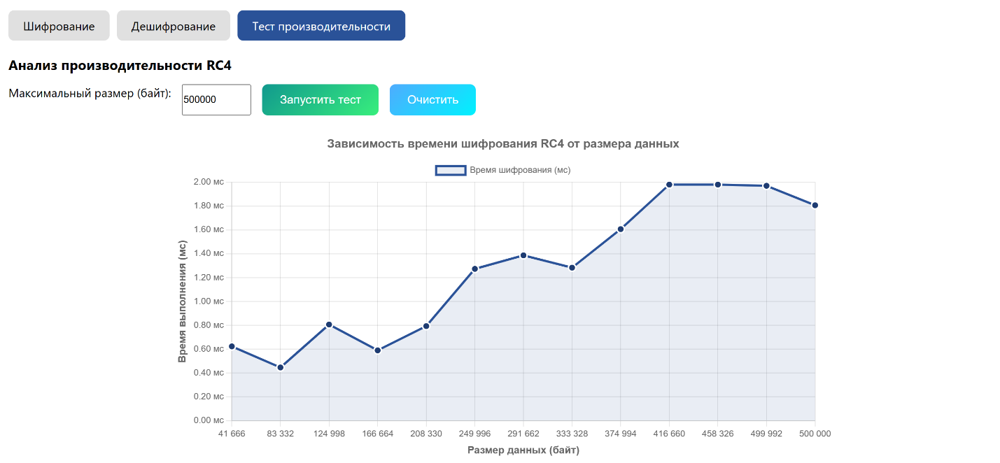 Шифрование Дешифрование Тест производительности
Анализ производительности RC4
Максимальный размер (байт): 500000 Запустить тест Очистить
Зависимость времени шифрования RC4 от размера данных
Время шифрования (мс)
2.00 мс
1.80 мс
1.60 мс
1.40 мс
1.20 мс
1.00 мс
0.80 мс
0.60 мс
0.40 мс
0.20 мс
0.00 мс
Время выполнения (мс)
41 666 83 332 124 998 166 664 208 330 249 996 291 662 333 328 374 994 416 660 458 326 499 992 500 000
Размер данных (байт)